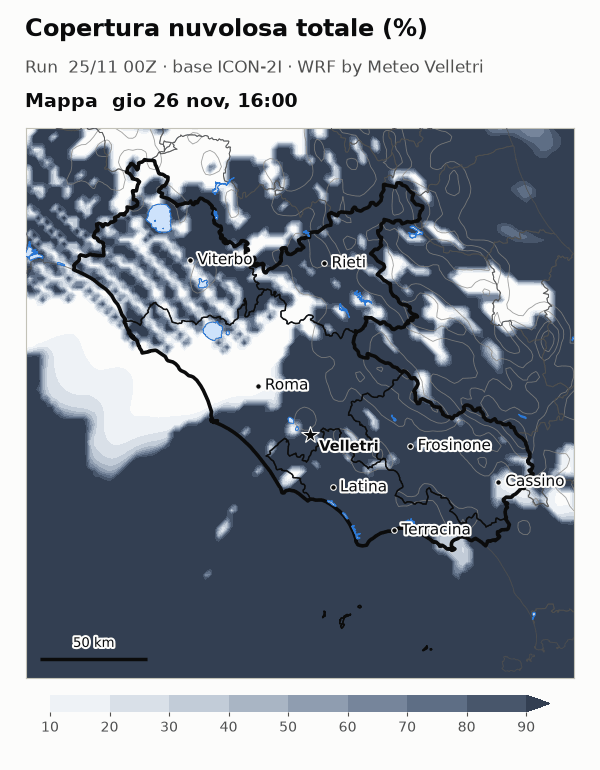 Copertura nuvolosa totale (%)
Run  25/11 00Z · base ICON-2I · WRF by Meteo Velletri
Mappa  gio 26 nov, 16:00
Viterbo
Rieti
Roma
Velletri
Frosinone
Cassino
Latina
Terracina
50 km
10 20 30 40 50 60 70 80 90